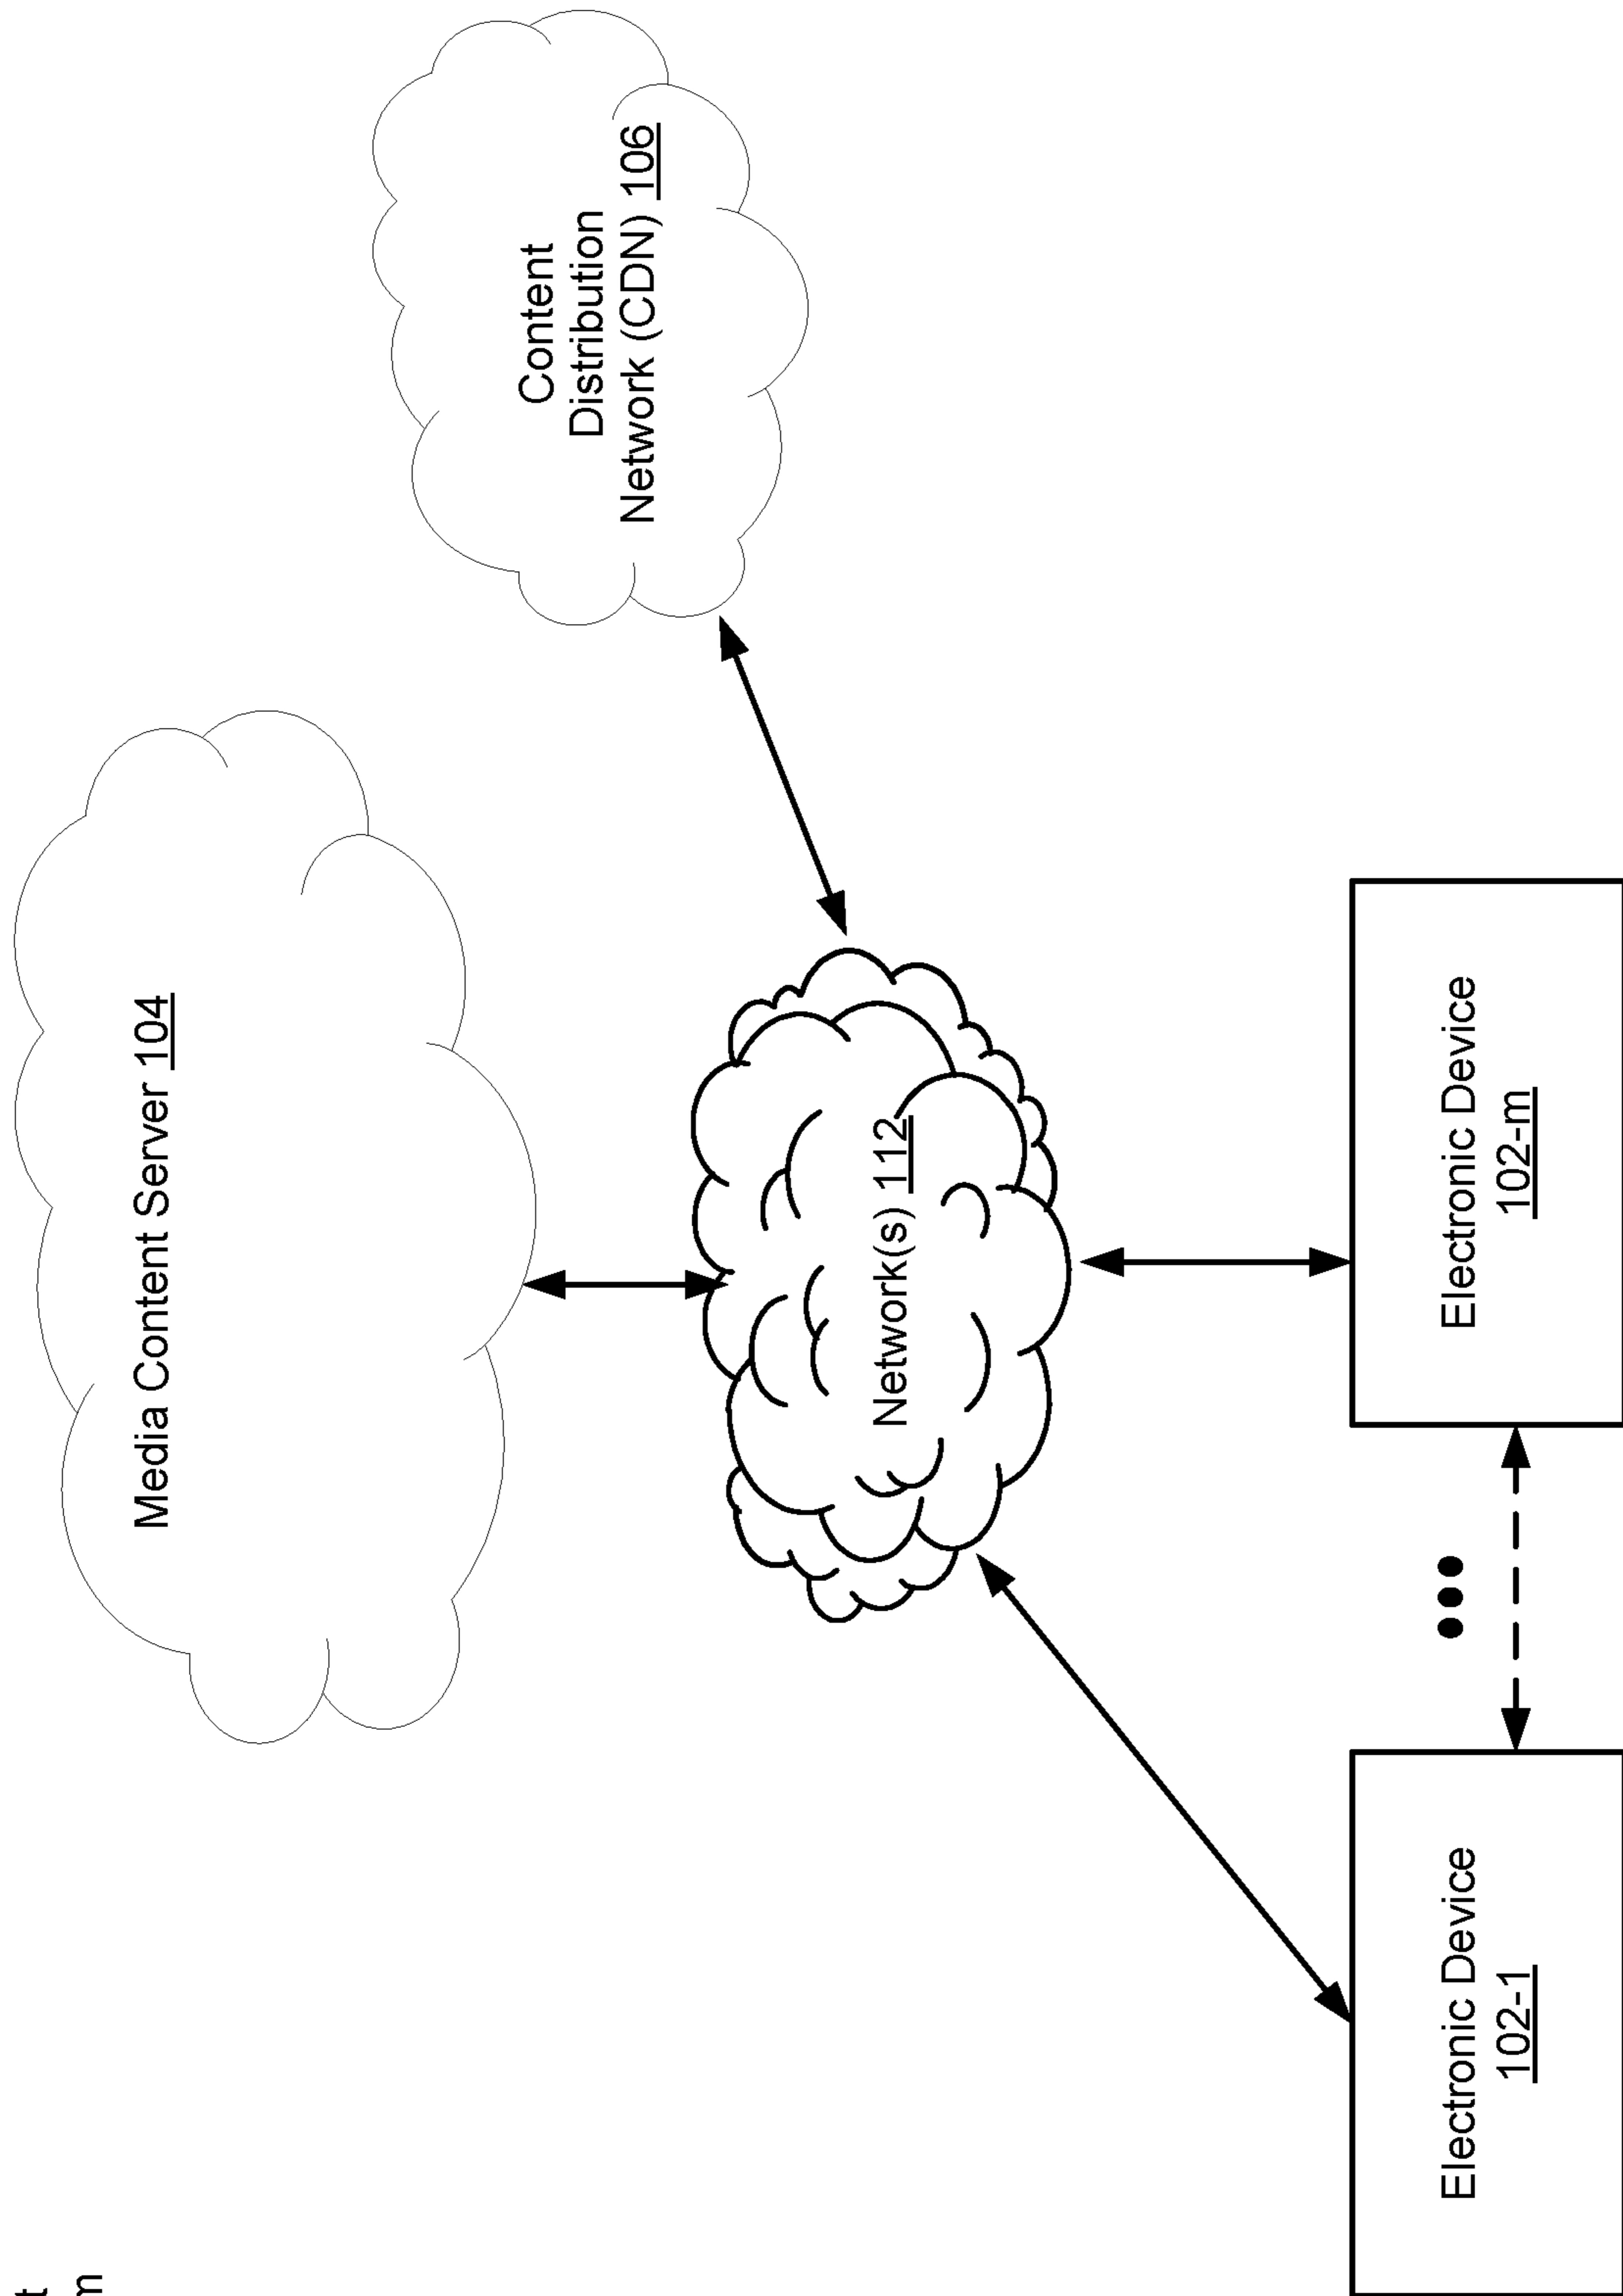 Media Content Server 104
Content
Distribution
Network (CDN) 106
Network(s) 112
Electronic Device
102-1
Electronic Device
102-m